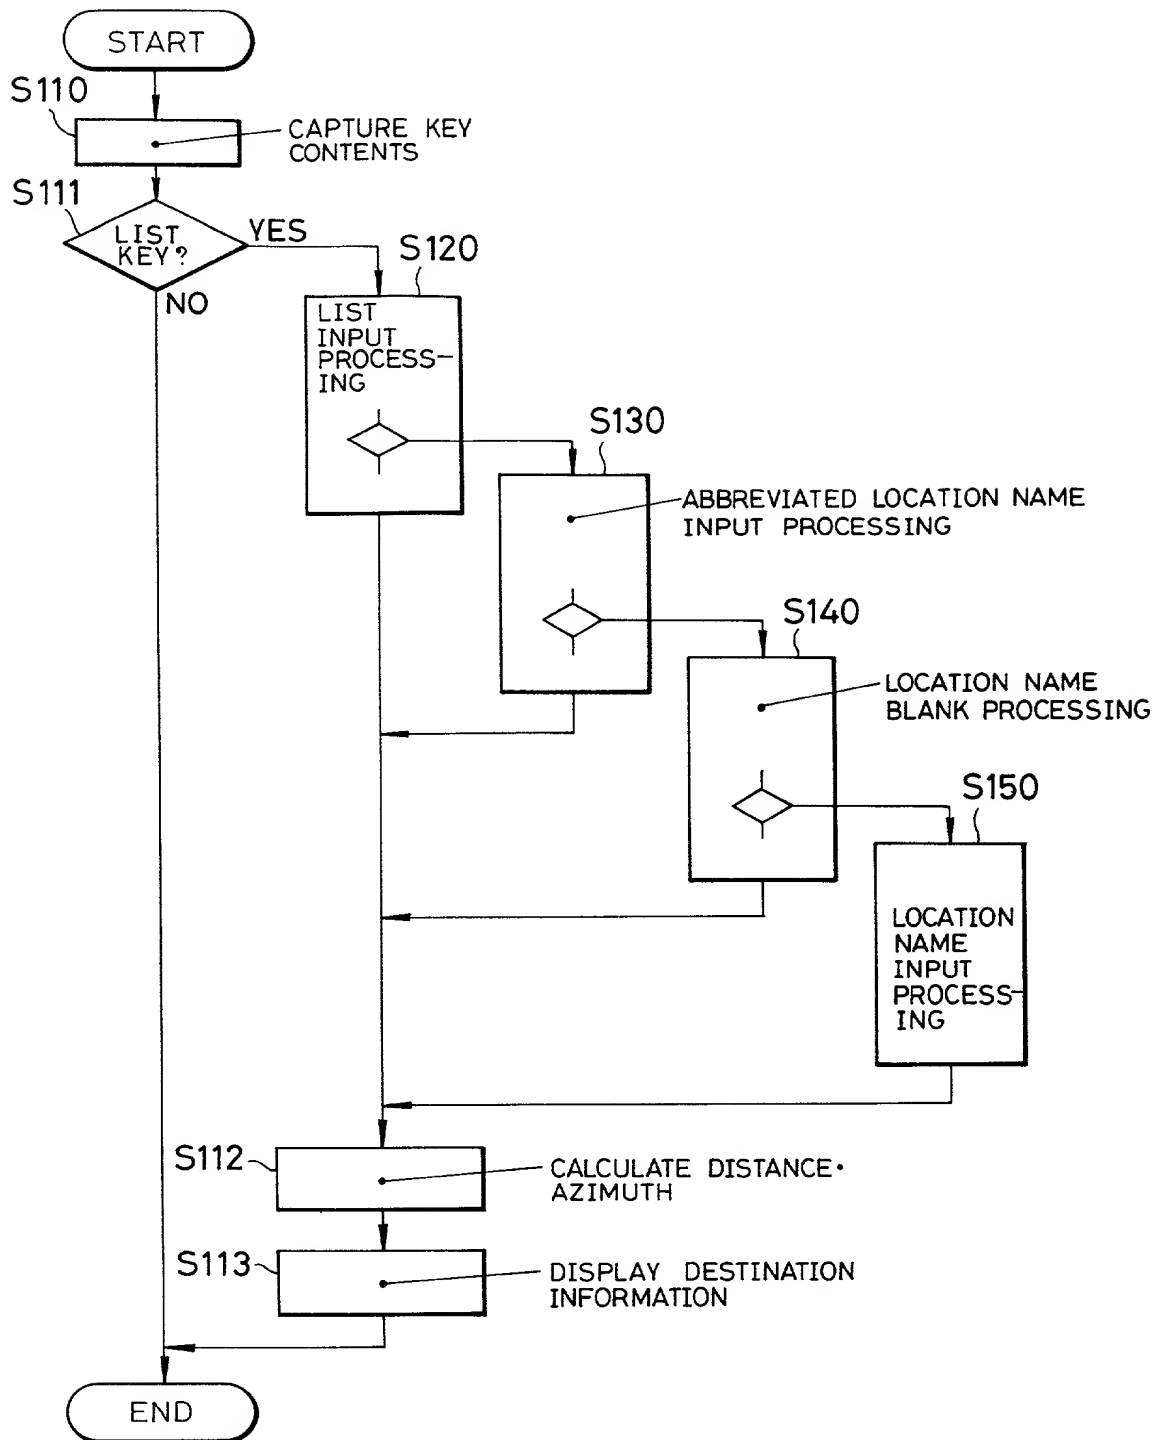 START
S110
CAPTURE KEY
CONTENTS
S111
LIST
KEY?
YES
NO
S120
LIST
INPUT
PROCESS-
ING
S130
ABBREVIATED LOCATION NAME
INPUT PROCESSING
S140
LOCATION NAME
BLANK PROCESSING
S150
LOCATION
NAME
INPUT
PROCESS-
ING
S112
CALCULATE DISTANCE·
AZIMUTH
S113
DISPLAY DESTINATION
INFORMATION
END